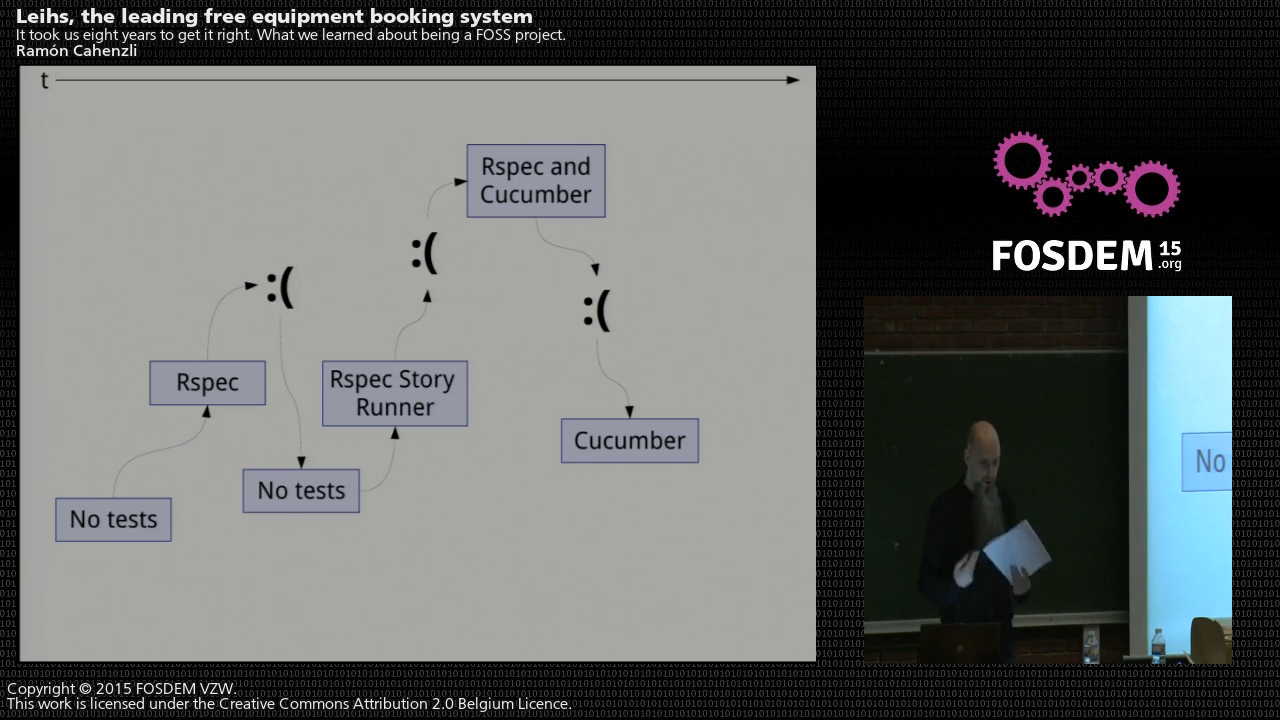 Leihs, the leading free equipment booking system
It took us eight years to get it right. What we learned about being a FOSS project.
Ramón Cahenzli
t
Rspec and
Cucumber
:(
:(
:(
Rspec
Rspec Story
Runner
Cucumber
No tests
No tests
FOSDEM 15
.org
No
Copyright © 2015 FOSDEM VZW.
This work is licensed under the Creative Commons Attribution 2.0 Belgium Licence.